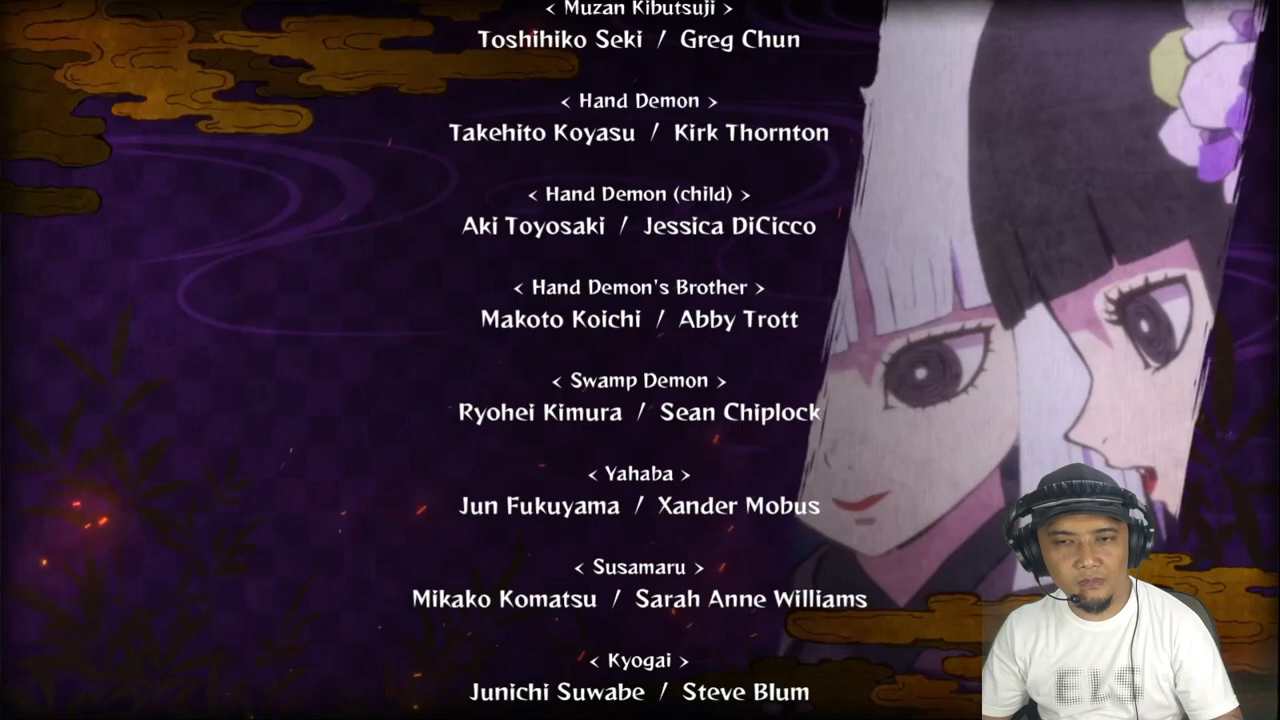 < Muzan Kibutsuji >
Toshihiko Seki / Greg Chun
< Hand Demon >
Takehito Koyasu / Kirk Thornton
< Hand Demon (child) >
Aki Toyosaki / Jessica DiCicco
< Hand Demon's Brother >
Makoto Koichi / Abby Trott
< Swamp Demon >
Ryohei Kimura / Sean Chiplock
< Yahaba >
Jun Fukuyama / Xander Mobus
< Susamaru >
Mikako Komatsu / Sarah Anne Williams
< Kyogai >
Junichi Suwabe / Steve Blum
ELS